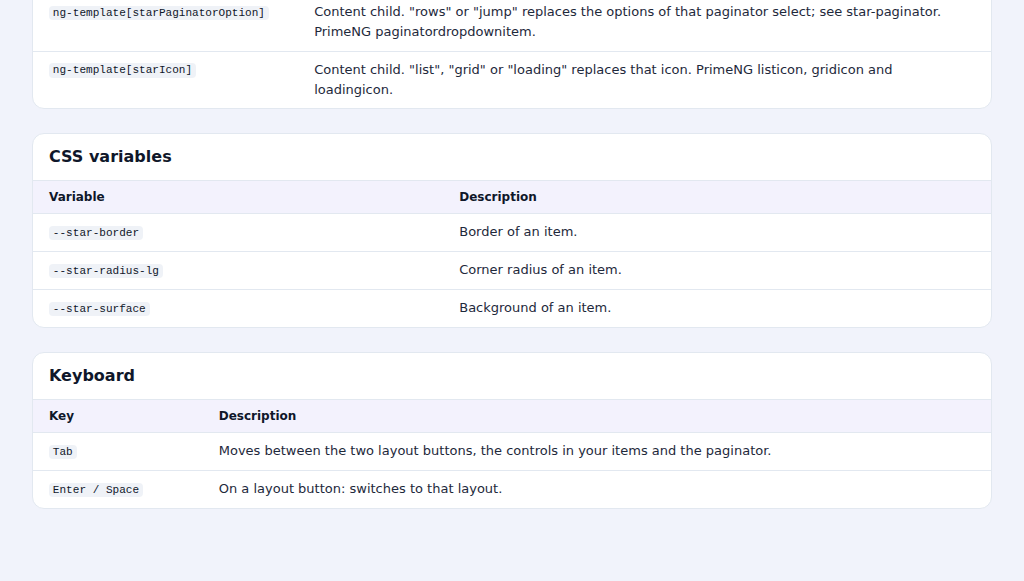 ng-template[starPaginatorOption] Content child. "rows" or "jump" replaces the options of that paginator select; see star-paginator.
PrimeNG paginatordropdownitem.
ng-template[starIcon] Content child. "list", "grid" or "loading" replaces that icon. PrimeNG listicon, gridicon and
loadingicon.
CSS variables
Variable Description
--star-border Border of an item.
--star-radius-lg Corner radius of an item.
--star-surface Background of an item.
Keyboard
Key Description
Tab Moves between the two layout buttons, the controls in your items and the paginator.
Enter / Space On a layout button: switches to that layout.